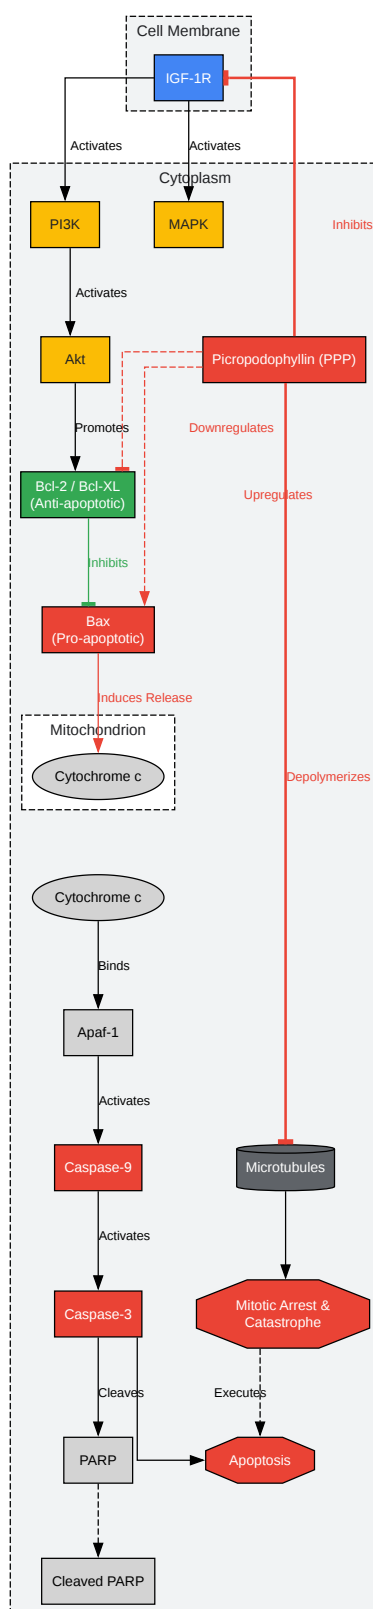 Cell Membrane
IGF-1R
Activates
Activates
Cytoplasm
PI3K
MAPK
Inhibits
Activates
Akt
Picropodophyllin (PPP)
Promotes
Downregulates
Bcl-2 / Bcl-XL
(Anti-apoptotic)
Upregulates
Inhibits
Bax
(Pro-apoptotic)
Induces Release
Mitochondrion
Cytochrome c
Depolymerizes
Cytochrome c
Binds
Apaf-1
Activates
Caspase-9
Microtubules
Activates
Caspase-3
Mitotic Arrest &
Catastrophe
Cleaves
Executes
PARP
Apoptosis
Cleaved PARP